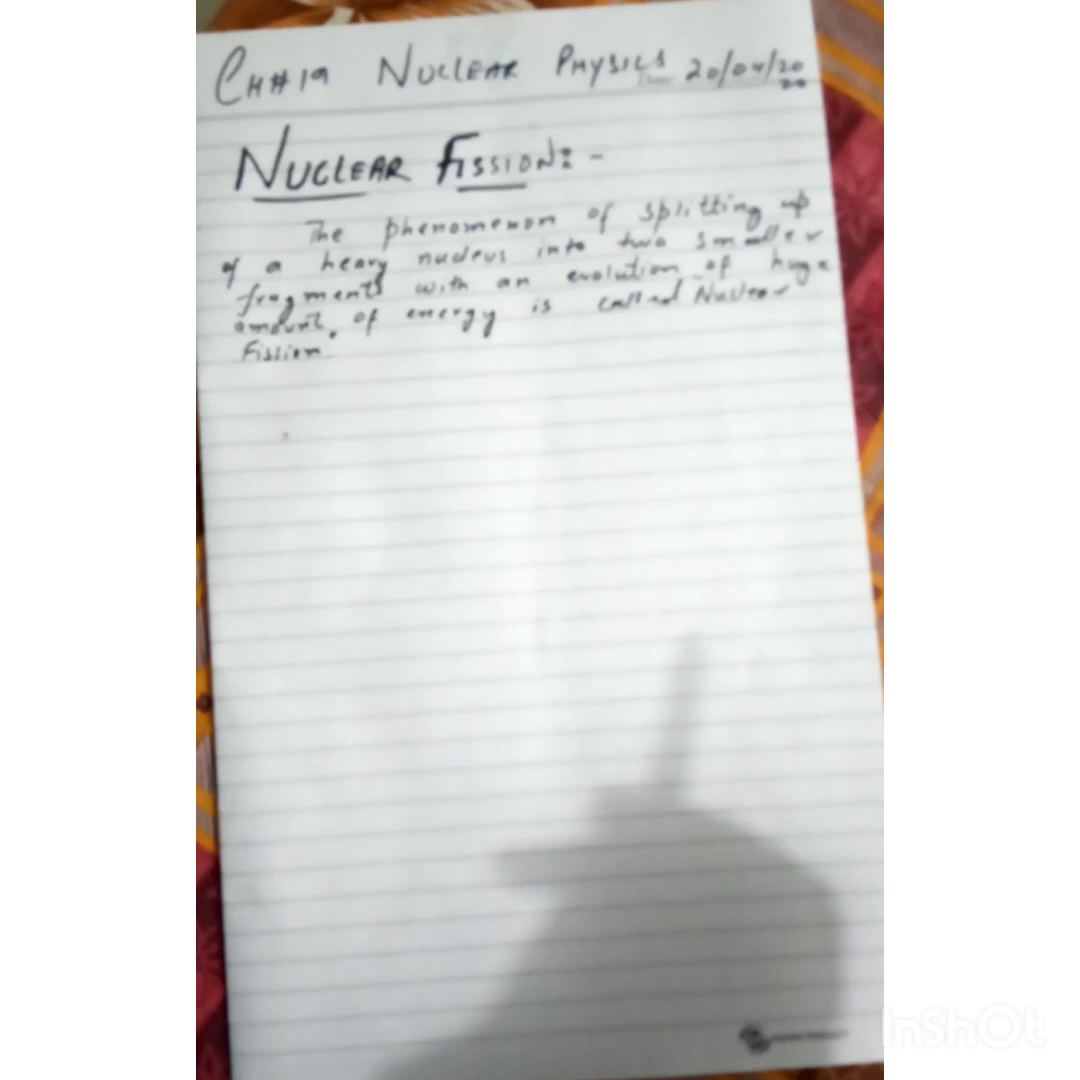 CH#19 NUCLEAR PHYSICS 20/04/20
20
NUCLEAR FISSION:-
The phenomenon of splitting up
of a heavy nucleus into two smaller
fragments with an evolution of huge
amount of energy is called Nuclear
Fission
InShOt